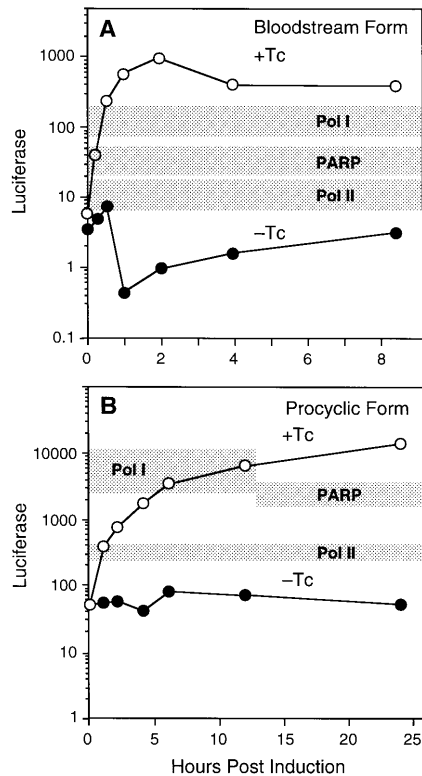 A
Bloodstream Form
+Tc
1000
100
10
1
0.1
Luciferase
Pol I
PARP
Pol II
–Tc
0 2 4 6 8
B
Procyclic Form
+Tc
10000
1000
100
10
1
Luciferase
Pol I
PARP
Pol II
–Tc
0 5 10 15 20 25
Hours Post Induction